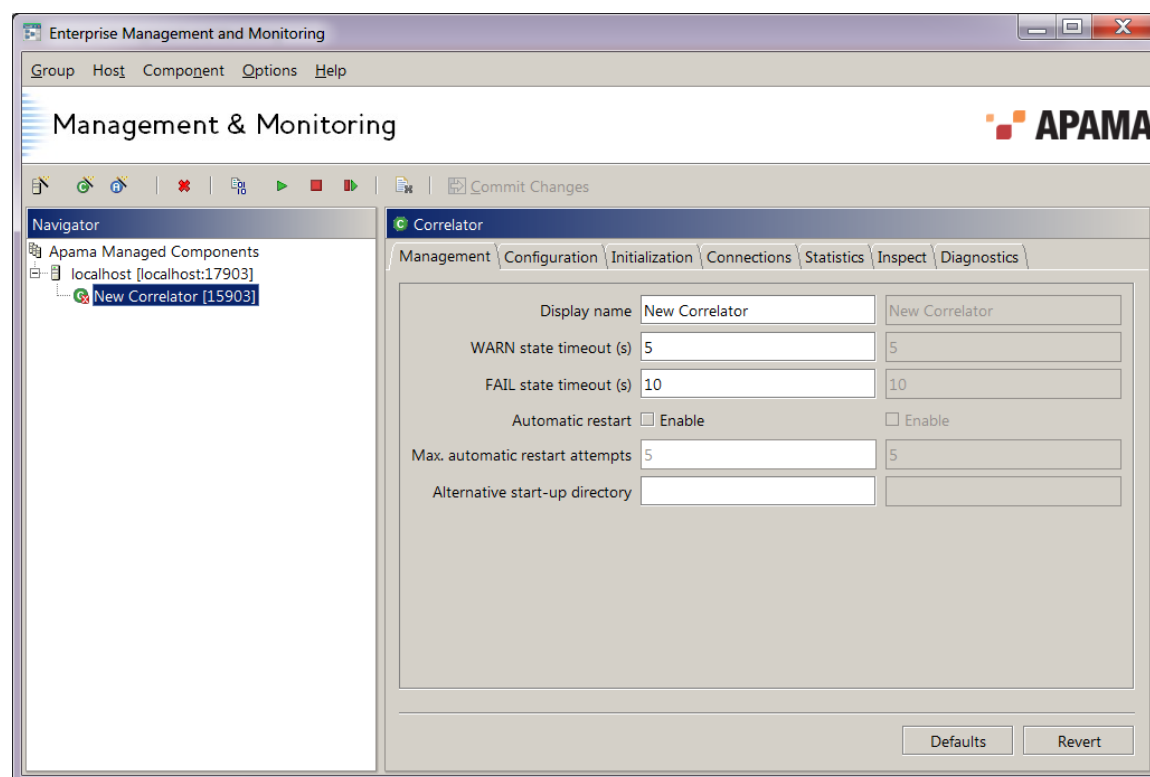 Enterprise Management and Monitoring
Group Host Component Options Help
Management & Monitoring
APAMA
Commit Changes
Navigator
Apama Managed Components
localhost [localhost:17903]
New Correlator [15903]
Correlator
Management Configuration Initialization Connections Statistics Inspect Diagnostics
Display name New Correlator New Correlator
WARN state timeout (s) 5 5
FAIL state timeout (s) 10 10
Automatic restart Enable Enable
Max. automatic restart attempts 5 5
Alternative start-up directory
Defaults Revert